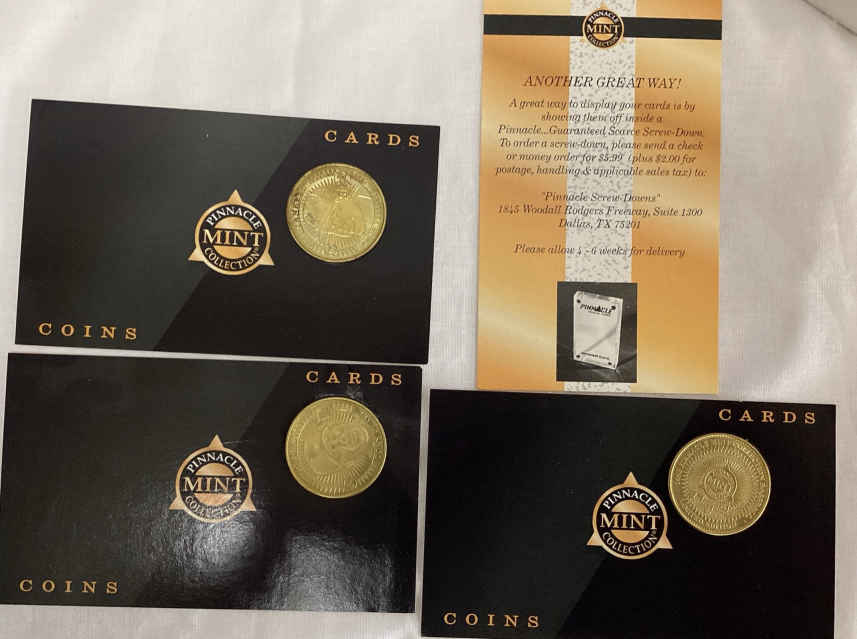 CARDS
PINNACLE
MINT
COLLECTION®
COINS
PINNACLE
MINT
COLLECTION
ANOTHER GREAT WAY!
A great way to display your cards is by
showing them off inside a
Pinnacle...Guaranteed Scarce Screw-Down.
To order a screw-down, please send a check
or money order for $5.99 (plus $2.00 for
postage, handling & applicable sales tax) to:
"Pinnacle Screw-Downs"
1845 Woodall Rodgers Freeway, Suite 1300
Dallas, TX 75201
Please allow 4 - 6 weeks for delivery
PINNACLE
CARDS
PINNACLE
MINT
COLLECTION®
COINS
CARDS
PINNACLE
MINT
COLLECTION®
MINT
COINS